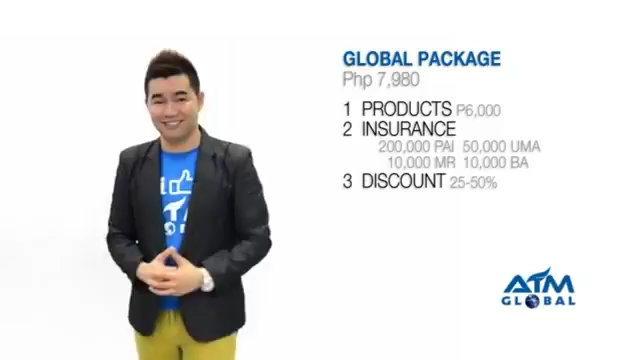 GLOBAL PACKAGE
Php 7,980
1 PRODUCTS P6,000
2 INSURANCE
200,000 PAI 50,000 UMA
10,000 MR 10,000 BA
3 DISCOUNT 25-50%
ATM
GLOBAL